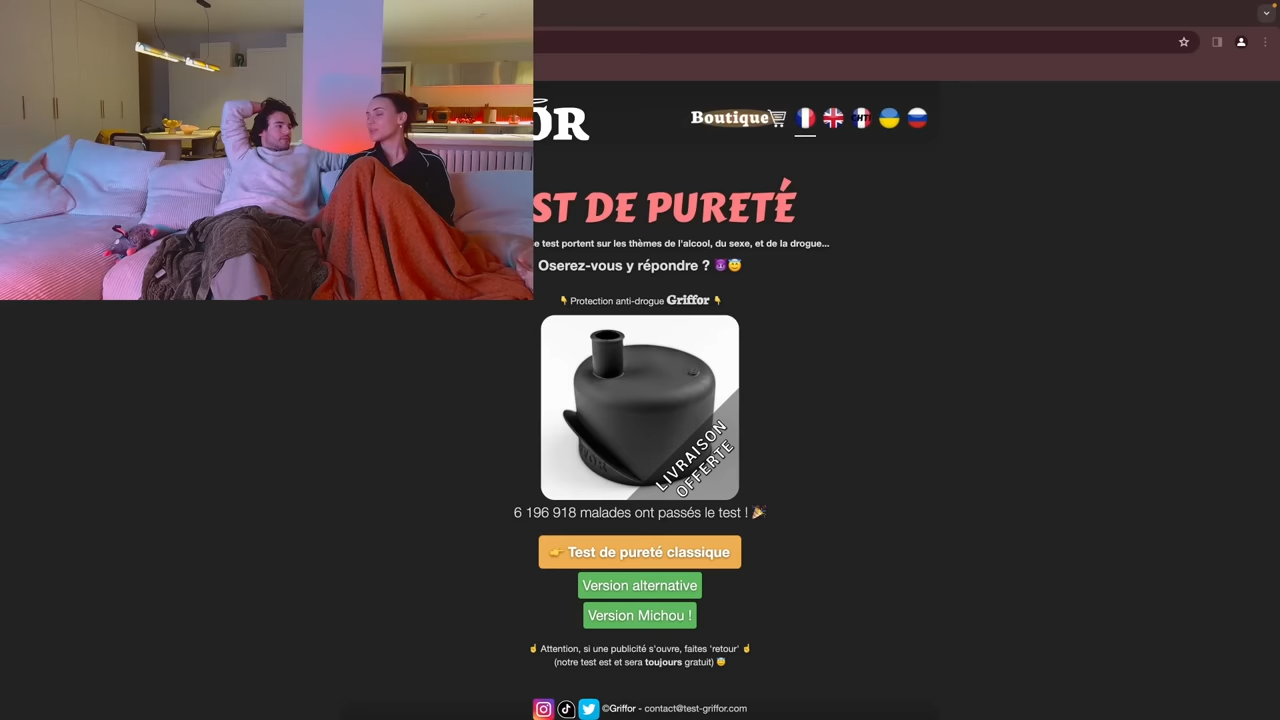 ÖR
Boutique
CHTI
ST DE PURETÉ
e test portent sur les thèmes de l'alcool, du sexe, et de la drogue...
Oserez-vous y répondre ? 😈😇
👇 Protection anti-drogue Griffor 👇
LIVRAISON
OFFERTE
6 196 918 malades ont passés le test ! 🎉
👉 Test de pureté classique
Version alternative
Version Michou !
☝ Attention, si une publicité s'ouvre, faites 'retour' ☝
(notre test est et sera toujours gratuit) 😇
©Griffor - contact@test-griffor.com